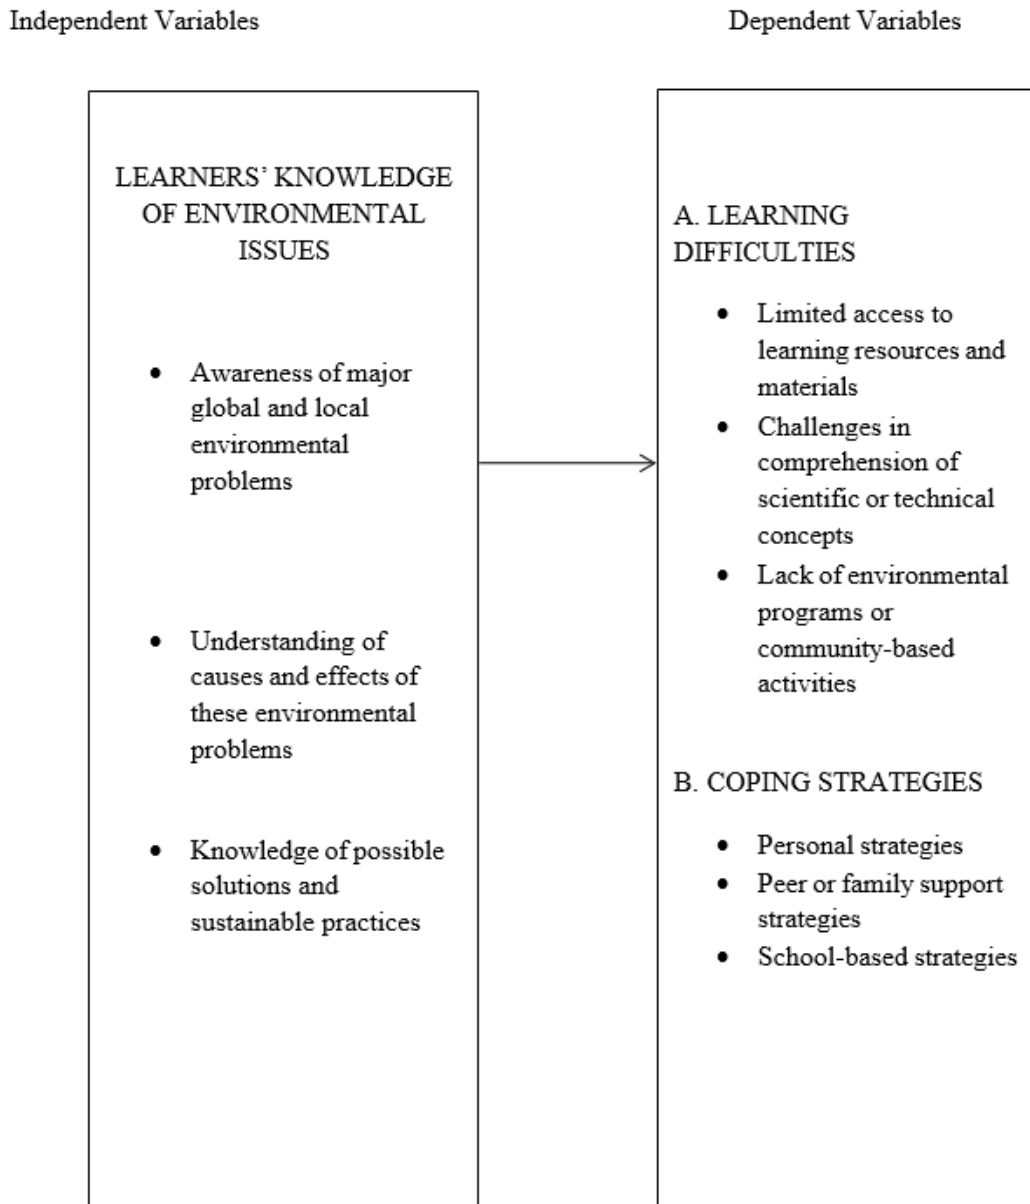 Independent Variables
Dependent Variables
LEARNERS’ KNOWLEDGE
OF ENVIRONMENTAL
ISSUES
• Awareness of major
global and local
environmental
problems
• Understanding of
causes and effects of
these environmental
problems
• Knowledge of possible
solutions and
sustainable practices
A. LEARNING
DIFFICULTIES
• Limited access to
learning resources and
materials
• Challenges in
comprehension of
scientific or technical
concepts
• Lack of environmental
programs or
community-based
activities
B. COPING STRATEGIES
• Personal strategies
• Peer or family support
strategies
• School-based strategies